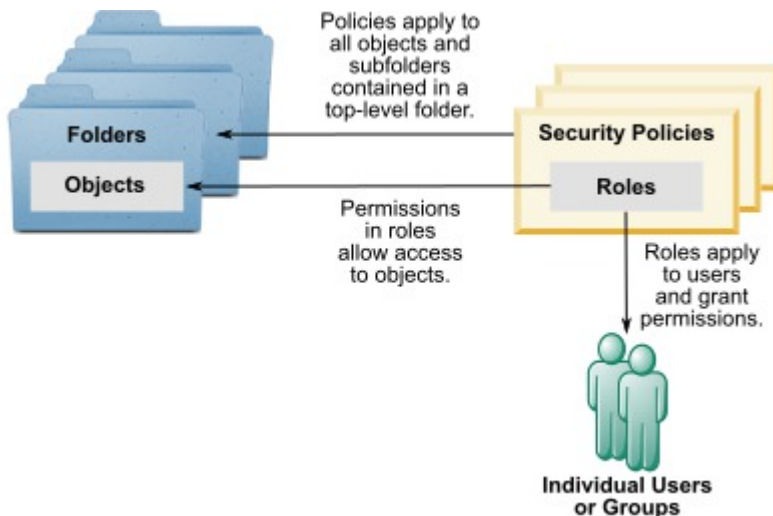 Policies apply to
all objects and
subfolders
contained in a
top-level folder.
Folders
Security Policies
Objects
Roles
Permissions
in roles
allow access
to objects.
Roles apply
to users
and grant
permissions.
Individual Users
or Groups